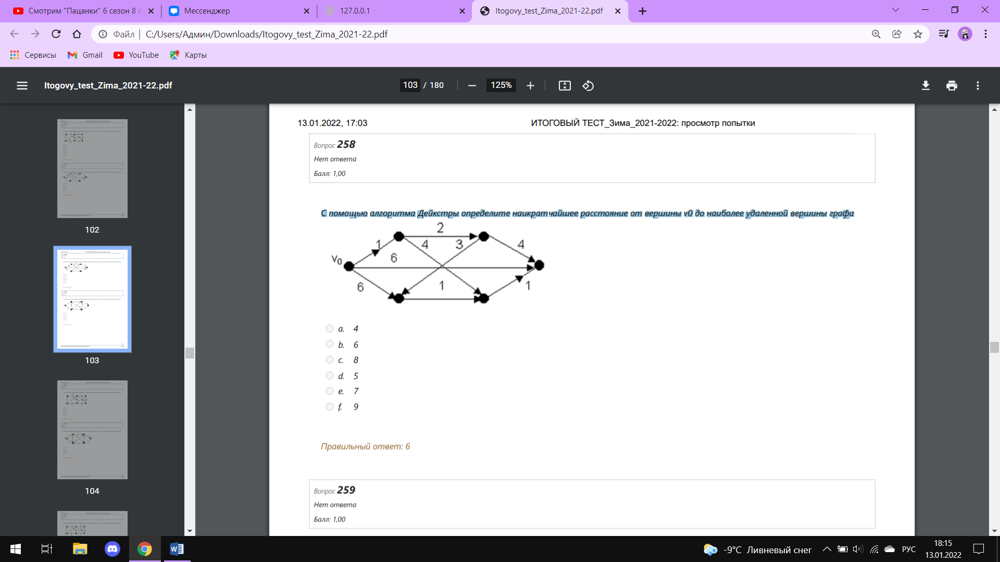 Смотрим "Пацанки" 6 сезон 8 с
Мессенджер
127.0.0.1
Itogovy_test_Zima_2021-22.pdf
Файл
C:/Users/Админ/Downloads/Itogovy_test_Zima_2021-22.pdf
Сервисы
Gmail
YouTube
Карты
Itogovy_test_Zima_2021-22.pdf
103 / 180
125%
102
103
104
13.01.2022, 17:03
ИТОГОВЫЙ ТЕСТ_Зима_2021-2022: просмотр попытки
Вопрос 258
Нет ответа
Балл: 1,00
С помощью алгоритма Дейкстры определите наикратчайшее расстояние от вершины v0 до наиболее удаленной вершины графа
2
1
4
3
4
V0
6
6
1
1
a. 4
b. 6
c. 8
d. 5
e. 7
f. 9
Правильный ответ: 6
Вопрос 259
Нет ответа
Балл: 1,00
-9°C Ливневый снег
РУС
18:15
13.01.2022